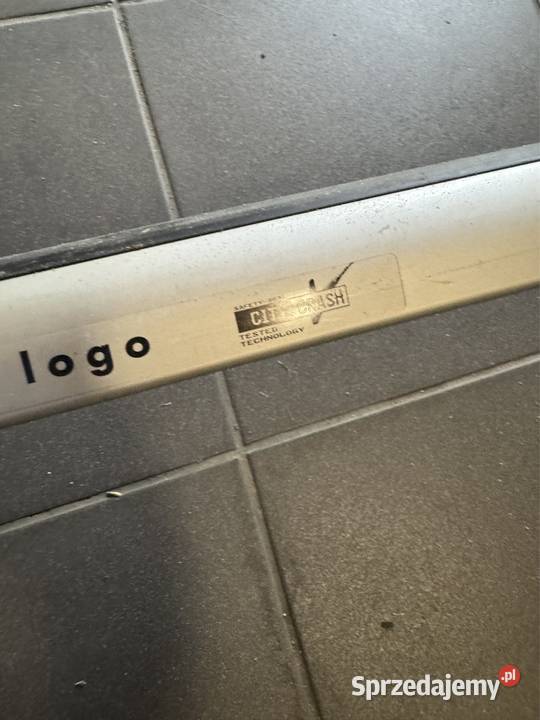 logo
SAFETY
CITY CRASH
TESTED
TECHNOLOGY
Sprzedajemy.pl